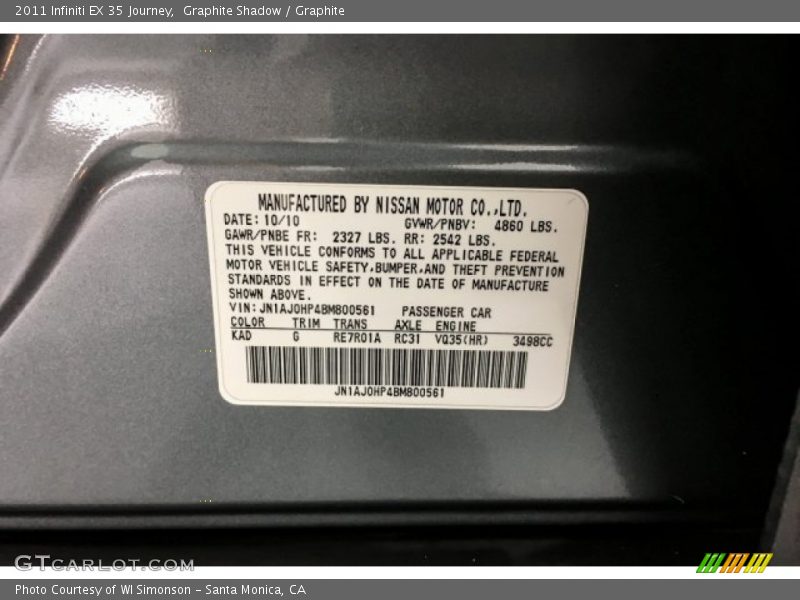 2011 Infiniti EX 35 Journey,  Graphite Shadow / Graphite
MANUFACTURED BY NISSAN MOTOR CO.,LTD.
DATE: 10/10 GVWR/PNBV: 4860 LBS.
GAWR/PNBE FR: 2327 LBS. RR: 2542 LBS.
THIS VEHICLE CONFORMS TO ALL APPLICABLE FEDERAL
MOTOR VEHICLE SAFETY,BUMPER,AND THEFT PREVENTION
STANDARDS IN EFFECT ON THE DATE OF MANUFACTURE
SHOWN ABOVE.
VIN: JN1AJ0HP4BM800561 PASSENGER CAR
COLOR TRIM TRANS AXLE ENGINE
KAD G RE7R01A RC31 VQ35(HR) 3498CC
JN1AJ0HP4BM800561
GTCARLOT.COM
Photo Courtesy of WI Simonson - Santa Monica, CA